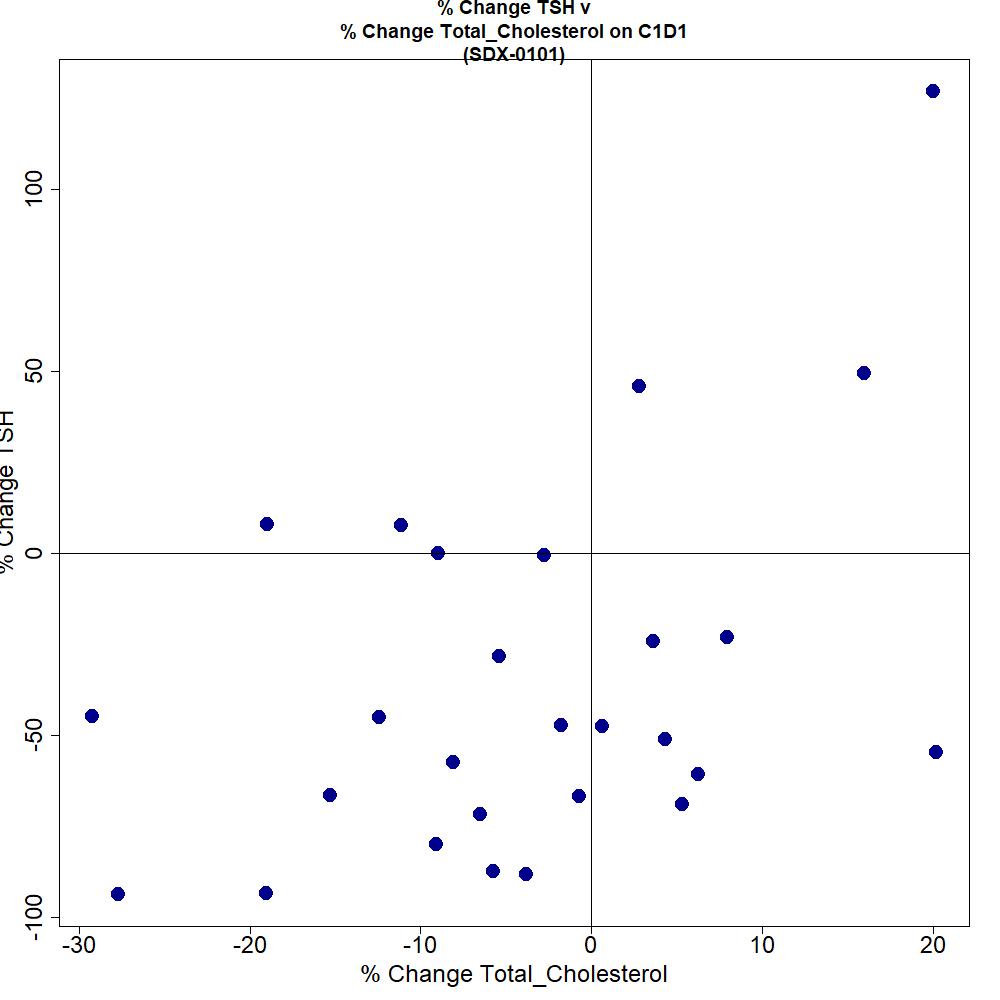 % Change TSH v
% Change Total_Cholesterol on C1D1
(SDX-0101)
% Change TSH
100
50
0
-50
-100
-30
-20
-10
0
10
20
% Change Total_Cholesterol